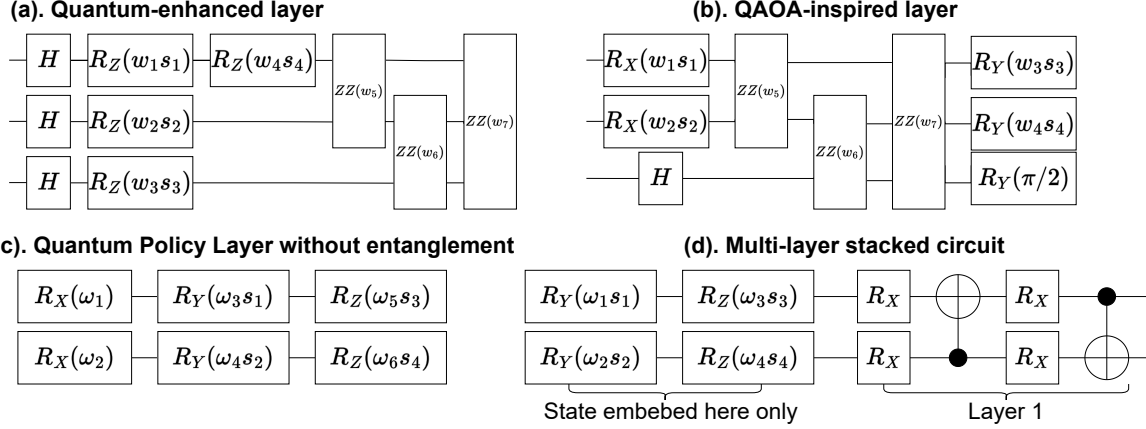 (a). Quantum-enhanced layer
H R_Z(w_1s_1) R_Z(w_4s_4) ZZ(w_5) ZZ(w_7)
H R_Z(w_2s_2) ZZ(w_6)
H R_Z(w_3s_3)
(b). QAOA-inspired layer
R_X(w_1s_1) ZZ(w_5) ZZ(w_7) R_Y(w_3s_3)
R_X(w_2s_2) ZZ(w_6) R_Y(w_4s_4)
H R_Y(π/2)
c). Quantum Policy Layer without entanglement
R_X(ω_1) R_Y(ω_3s_1) R_Z(ω_5s_3)
R_X(ω_2) R_Y(ω_4s_2) R_Z(ω_6s_4)
(d). Multi-layer stacked circuit
R_Y(ω_1s_1) R_Z(ω_3s_3) R_X R_X
R_Y(ω_2s_2) R_Z(ω_4s_4) R_X R_X
State embebed here only
Layer 1